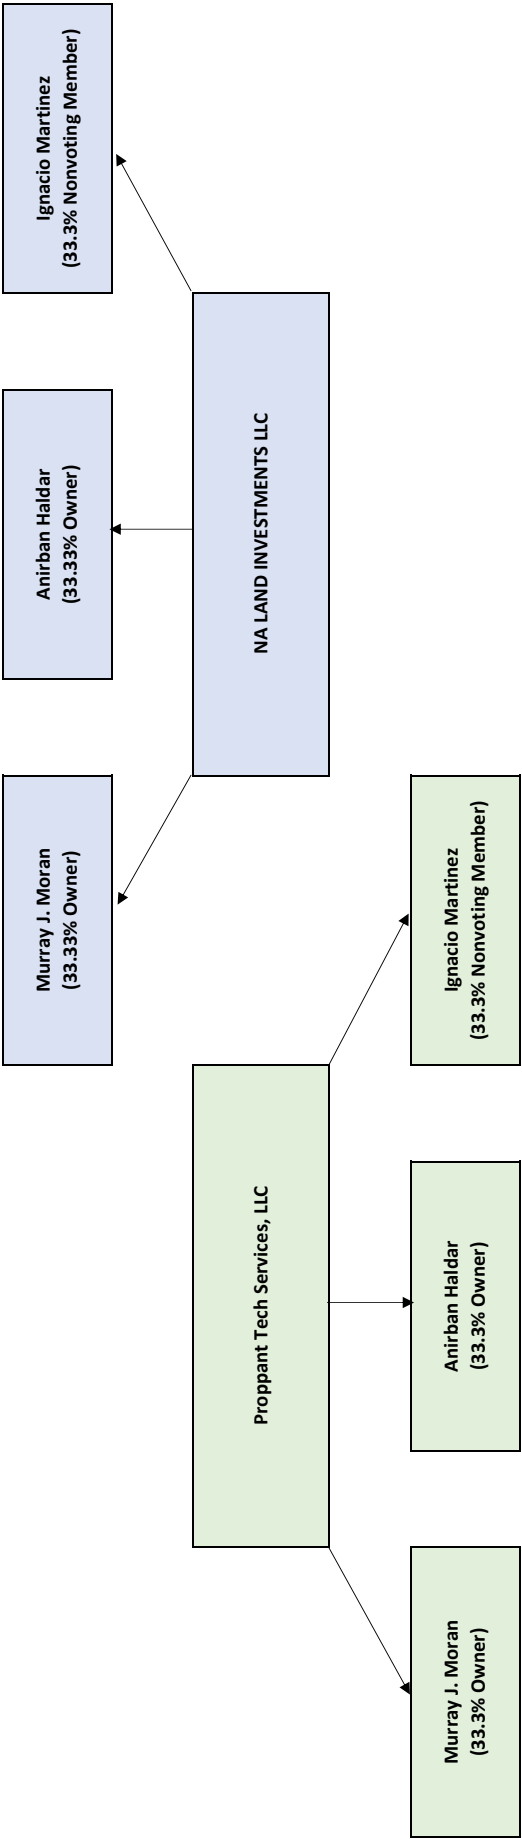 Murray J. Moran
(33.33% Owner)
Anirban Haldar
(33.33% Owner)
Ignacio Martinez
(33.3% Nonvoting Member)
NA LAND INVESTMENTS LLC
Proppant Tech Services, LLC
Murray J. Moran
(33.3% Owner)
Anirban Haldar
(33.3% Owner)
Ignacio Martinez
(33.3% Nonvoting Member)